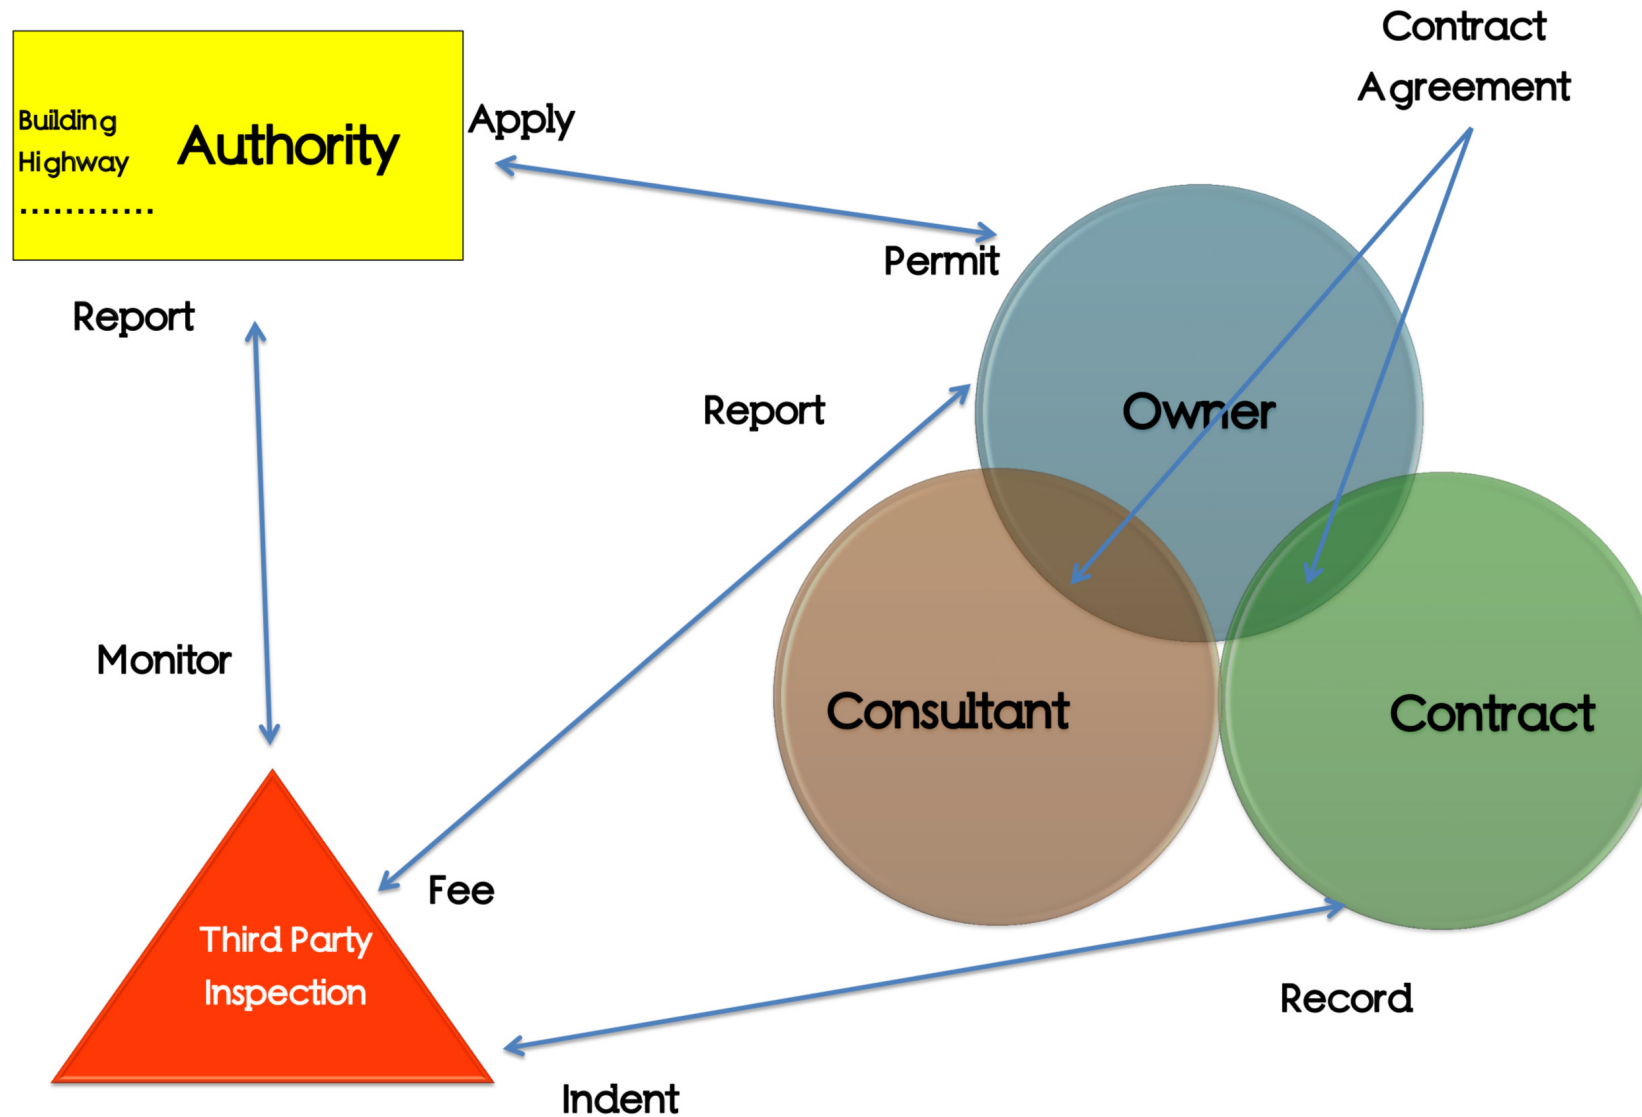 Contract
Agreement
Building
Highway
............
Authority
Apply
Permit
Report
Report
Owner
Monitor
Consultant
Contract
Fee
Third Party
Inspection
Record
Indent